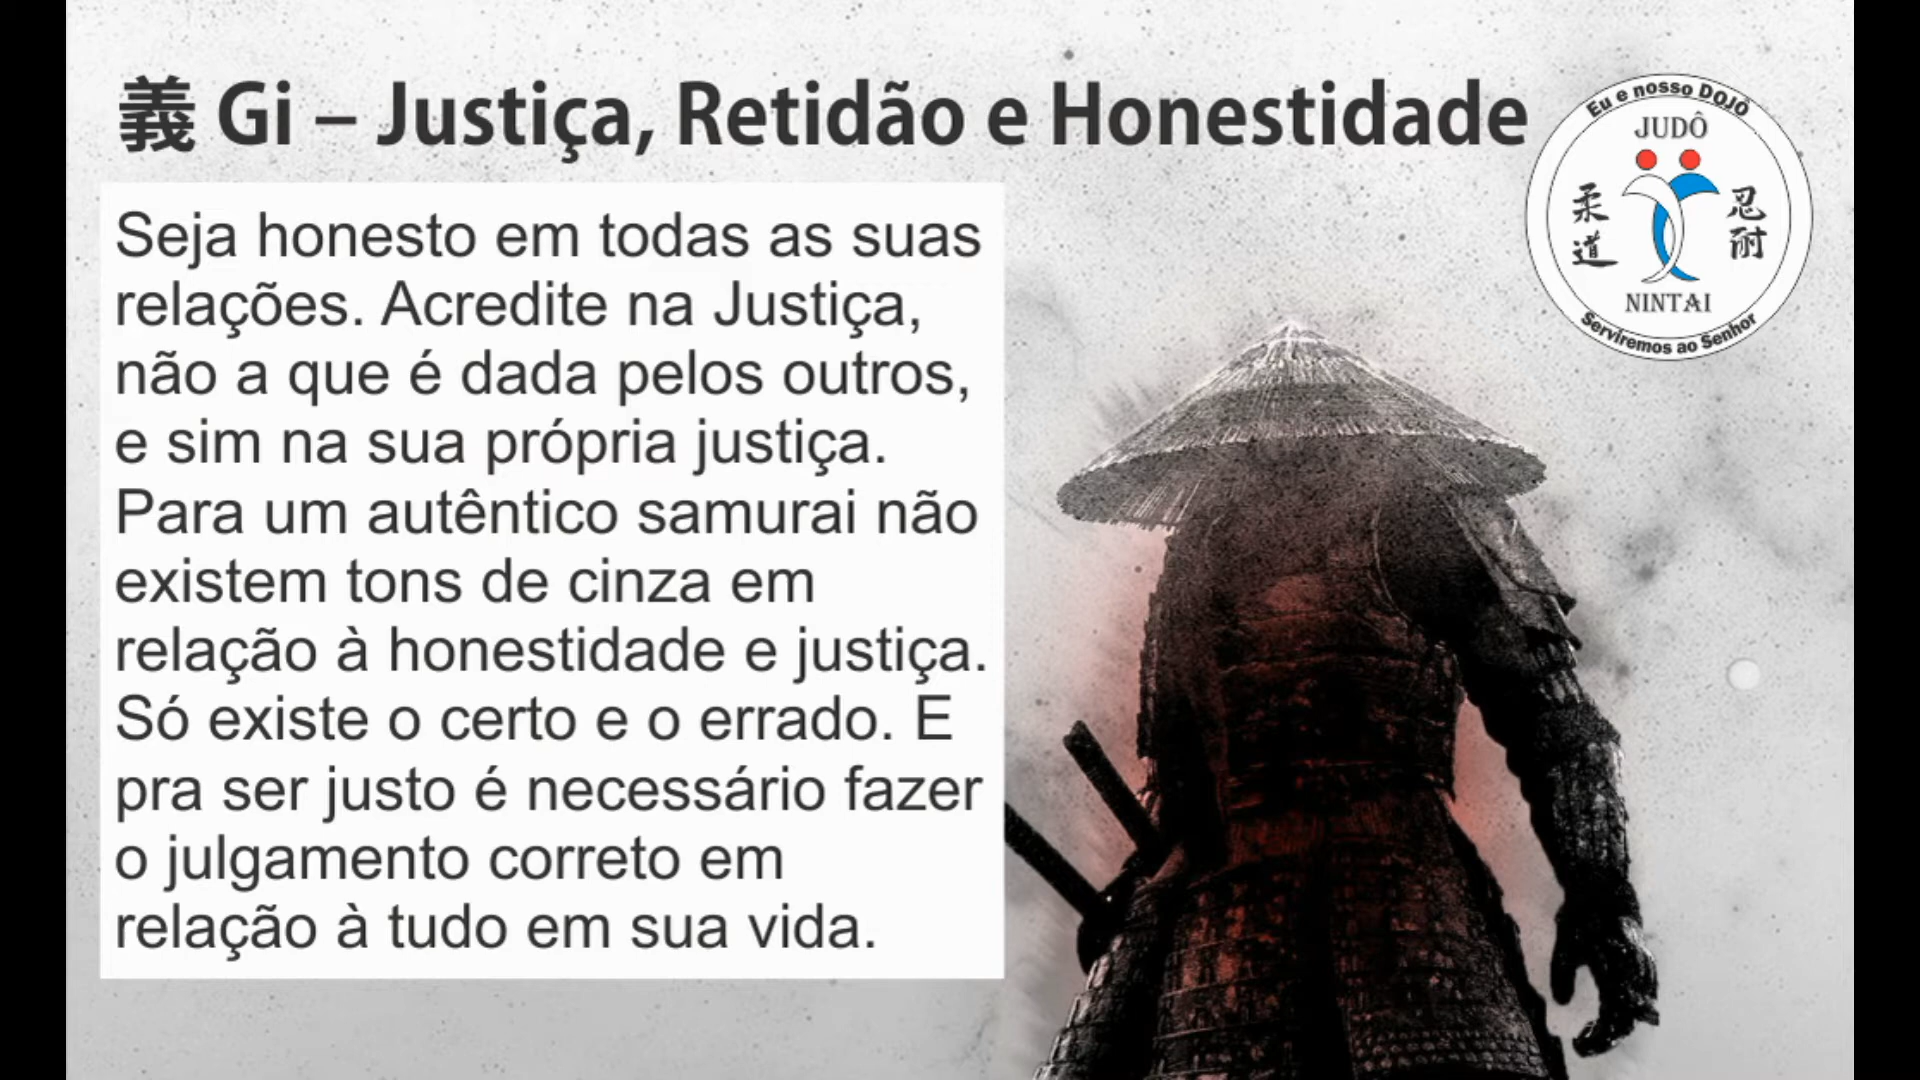 義 Gi – Justiça, Retidão e Honestidade
Seja honesto em todas as suas
relações. Acredite na Justiça,
não a que é dada pelos outros,
e sim na sua própria justiça.
Para um autêntico samurai não
existem tons de cinza em
relação à honestidade e justiça.
Só existe o certo e o errado. E
pra ser justo é necessário fazer
o julgamento correto em
relação à tudo em sua vida.
Eu e nosso DOJÔ
JUDÔ
柔道
忍耐
NINTAI
Serviremos ao Senhor